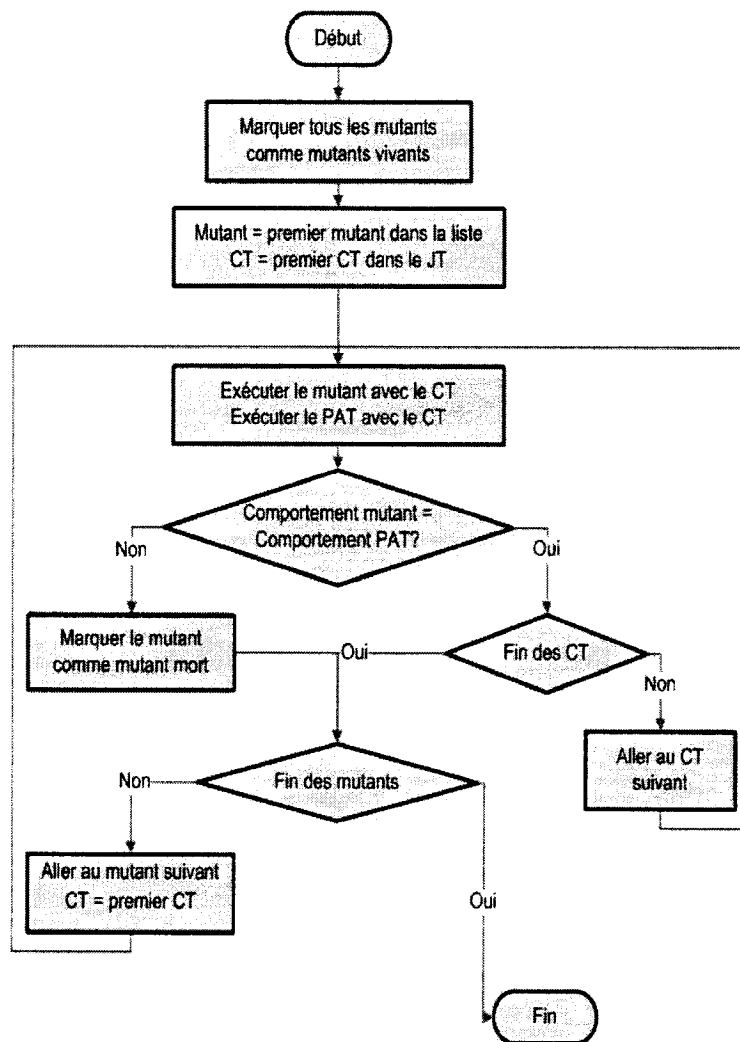 Début
Marquer tous les mutants
comme mutants vivants
Mutant = premier mutant dans la liste
CT = premier CT dans le JT
Exécuter le mutant avec le CT
Exécuter le PAT avec le CT
Comportement mutant =
Comportement PAT?
Non
Oui
Marquer le mutant
comme mutant mort
Oui
Fin des CT
Non
Aller au CT
suivant
Non
Fin des mutants
Aller au mutant suivant
CT = premier CT
Oui
Fin